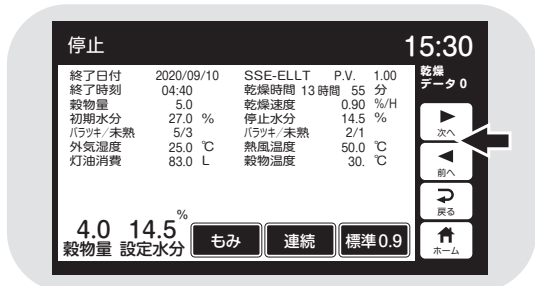 停止 15:30
終了日付 2020/09/10 SSE-ELLT P.V. 1.00
終了時刻 04:40 乾燥時間 13時間 55 分
穀物量 5.0 乾燥速度 0.90 %/H
初期水分 27.0 % 停止水分 14.5 %
バラツキ/未熟 5/3 バラツキ/未熟 2/1
外気湿度 25.0 ℃ 熱風温度 50.0 ℃
灯油消費 83.0 L 穀物温度 30. ℃
乾燥
データ 0
次へ
前へ
戻る
ホーム
4.0 14.5%
穀物量 設定水分
もみ 連続 標準0.9